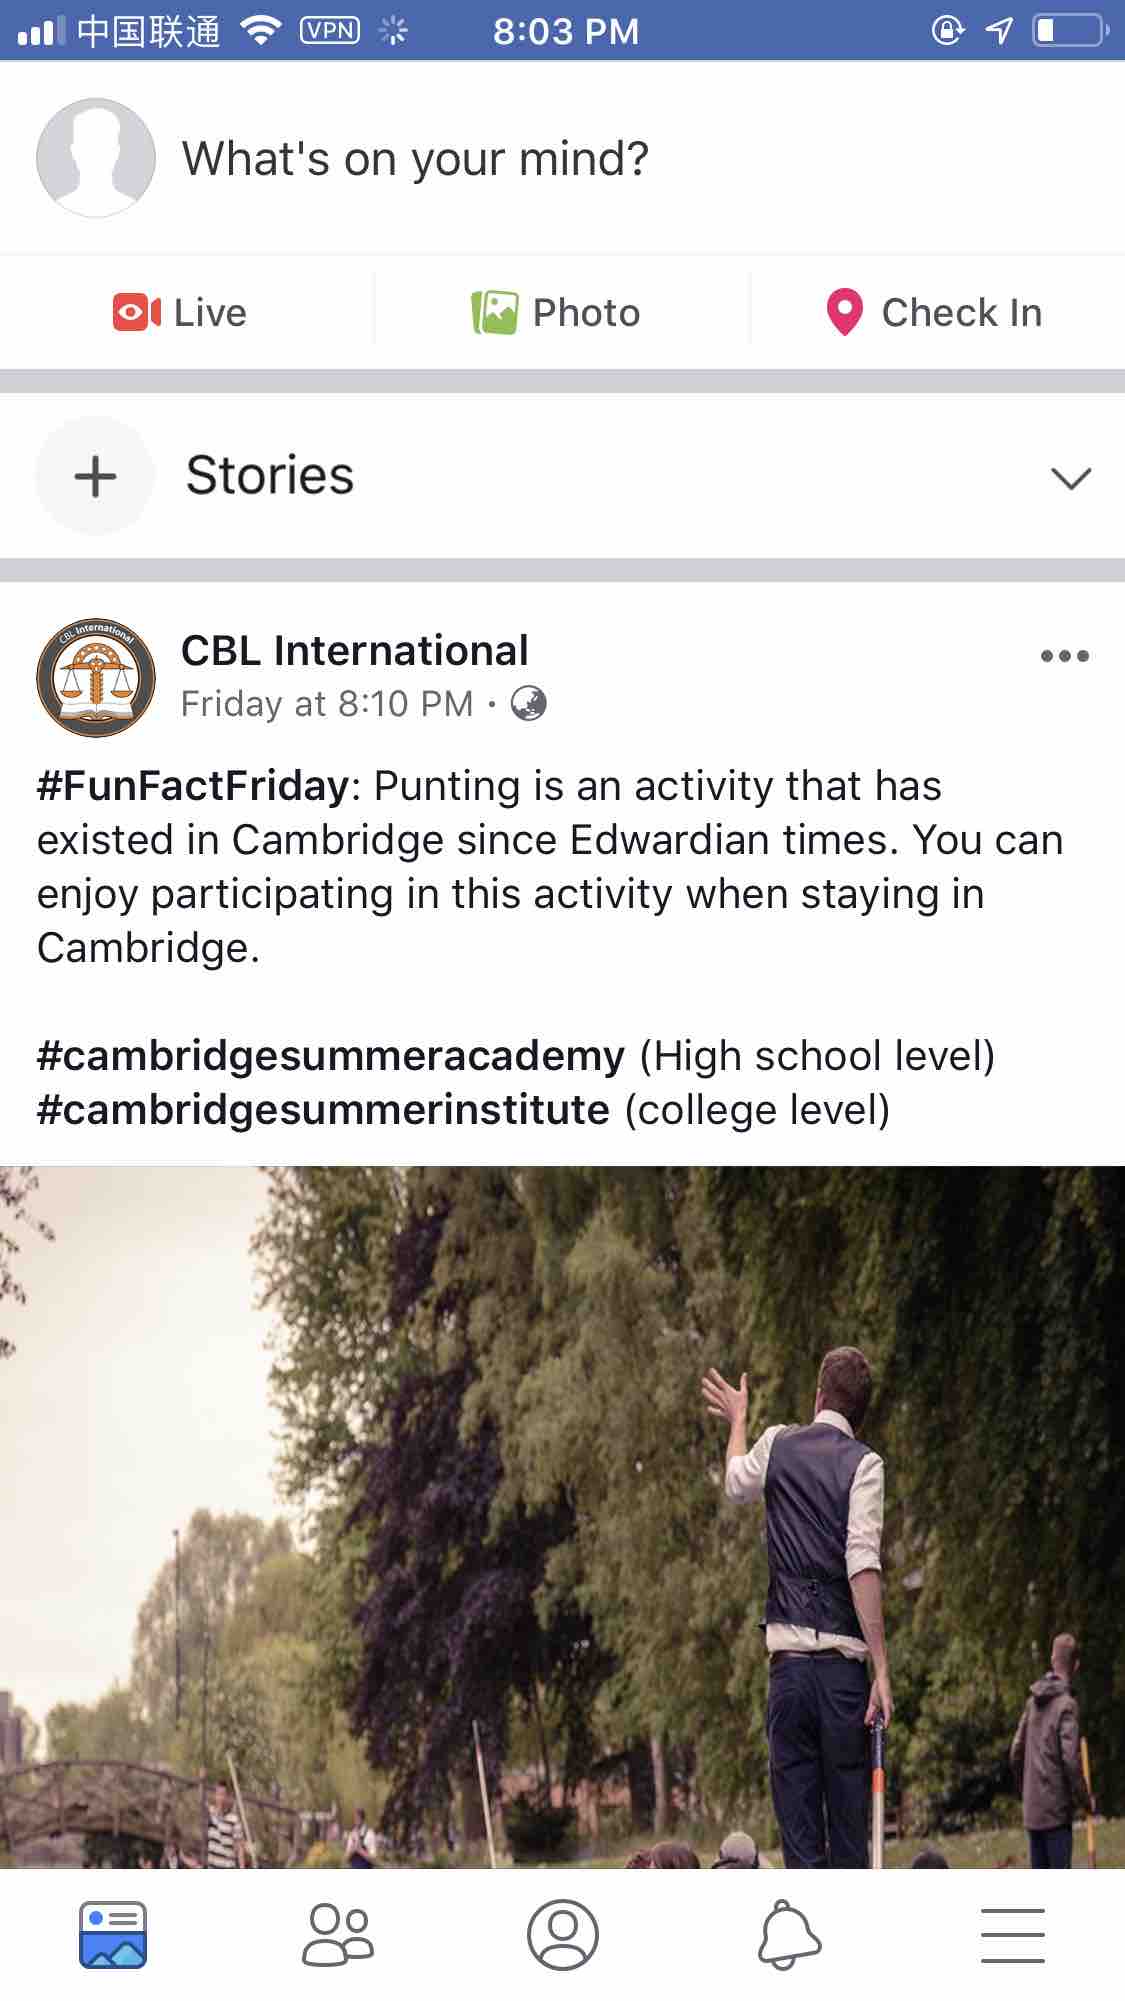 中国联通 VPN 8:03 PM
What's on your mind?
Live Photo Check In
Stories
CBL International
CBL International
Friday at 8:10 PM ·
#FunFactFriday: Punting is an activity that has
existed in Cambridge since Edwardian times. You can
enjoy participating in this activity when staying in
Cambridge.
#cambridgesummeracademy (High school level)
#cambridgesummerinstitute (college level)